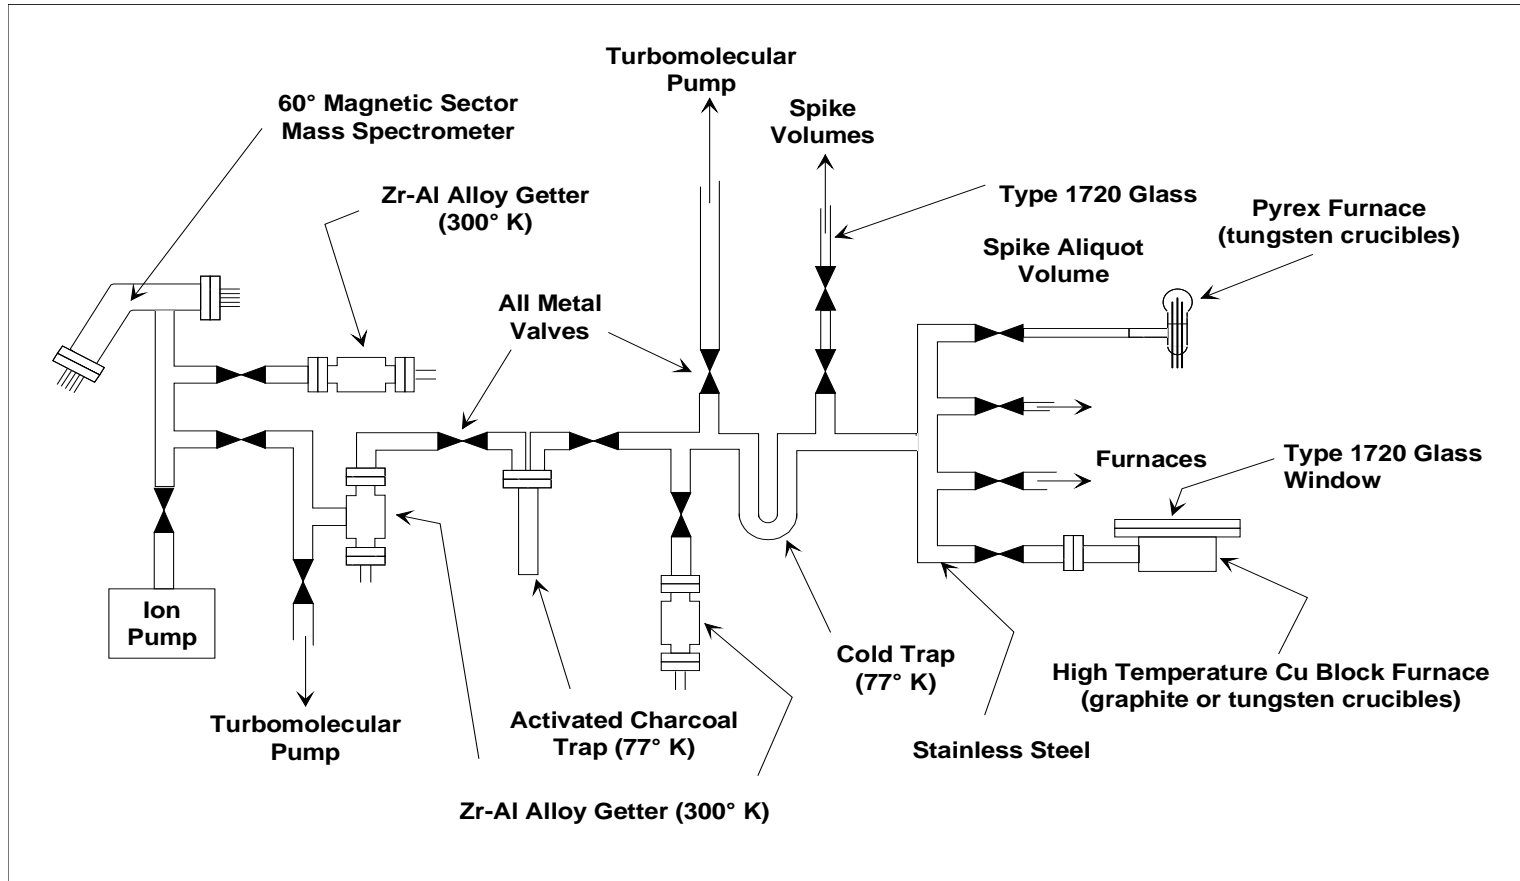 Turbomolecular
Pump
60° Magnetic Sector
Mass Spectrometer
Spike
Volumes
Zr-Al Alloy Getter
(300° K)
Type 1720 Glass
Pyrex Furnace
(tungsten crucibles)
Spike Aliquot
Volume
All Metal
Valves
Furnaces
Type 1720 Glass
Window
Ion
Pump
Cold Trap
(77° K)
High Temperature Cu Block Furnace
(graphite or tungsten crucibles)
Turbomolecular
Pump
Activated Charcoal
Trap (77° K)
Stainless Steel
Zr-Al Alloy Getter (300° K)